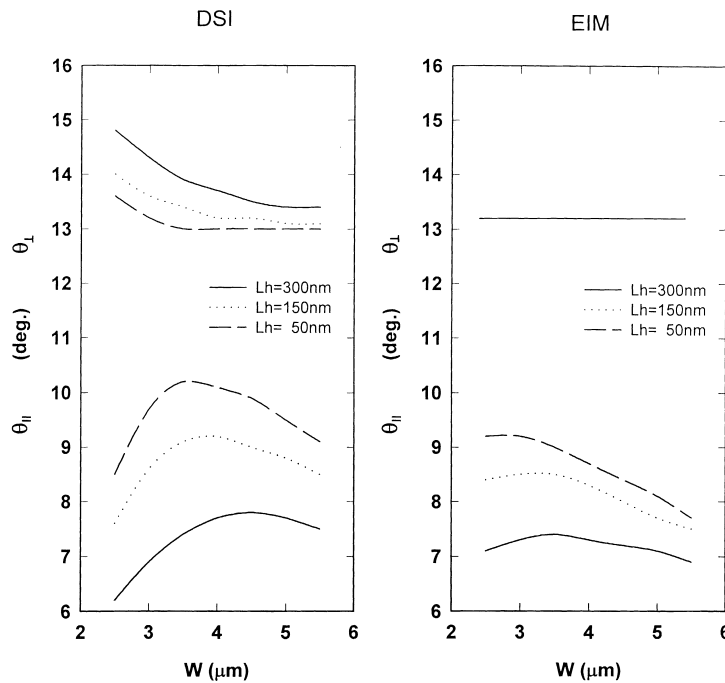 DSI
16
15
14
13
12
11
10
9
8
7
6
θ⊥
(deg.)
θ||
Lh=300nm
Lh=150nm
Lh= 50nm
2 3 4 5 6
W (μm)
EIM
16
15
14
13
12
11
10
9
8
7
6
θ⊥
(deg.)
θ||
Lh=300nm
Lh=150nm
Lh= 50nm
2 3 4 5 6
W (μm)